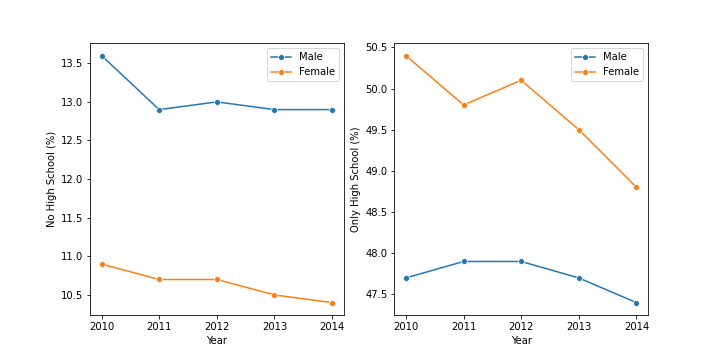 No High School (%)
13.5
13.0
12.5
12.0
11.5
11.0
10.5
2010 2011 2012 2013 2014
Year
Male
Female
Only High School (%)
50.5
50.0
49.5
49.0
48.5
48.0
47.5
2010 2011 2012 2013 2014
Year
Male
Female